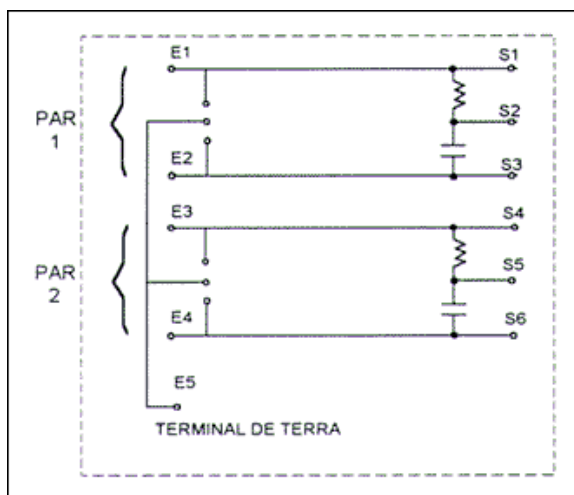 E1
S1
PAR
1
S2
E2
S3
E3
S4
PAR
2
S5
E4
S6
E5
TERMINAL DE TERRA